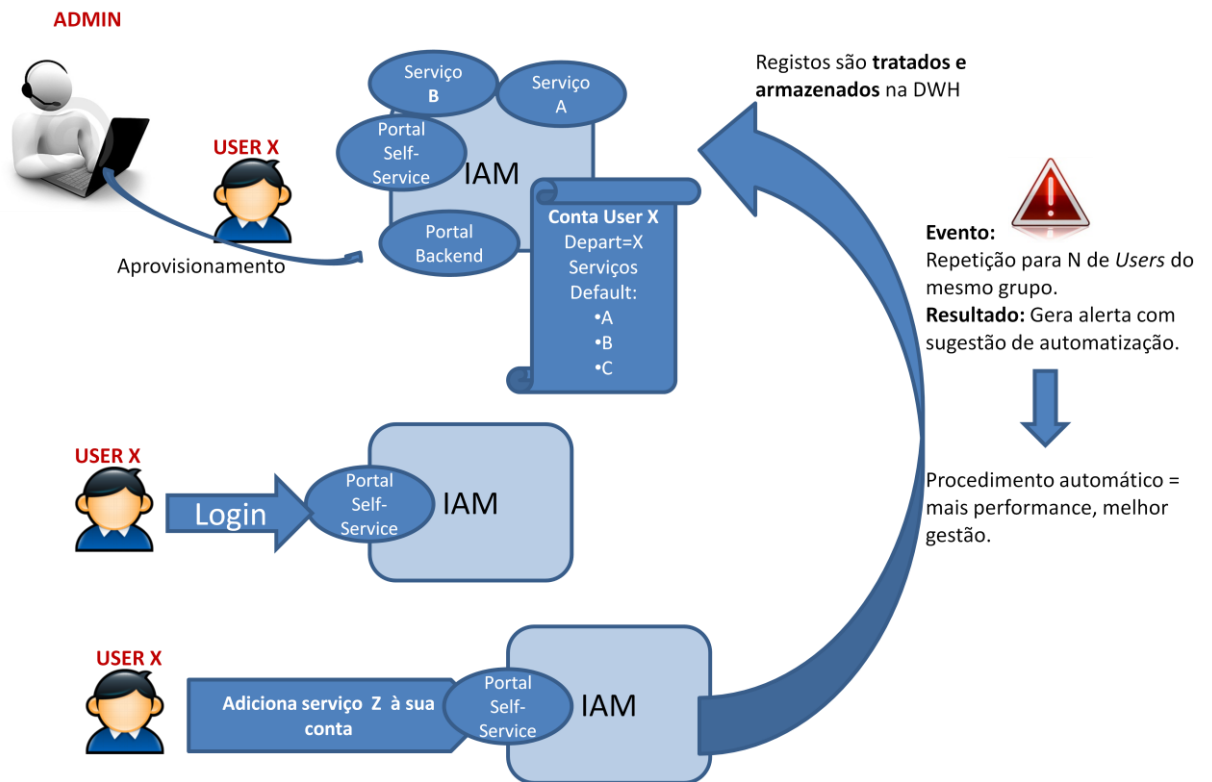 ADMIN
Serviço
B
Serviço
A
Portal
Self-
Service
IAM
USER X
Portal
Backend
Aprovisionamento
Conta User X
Depart=X
Serviços
Default:
•A
•B
•C
Registos são tratados e
armazenados na DWH
Evento:
Repetição para N de Users do
mesmo grupo.
Resultado: Gera alerta com
sugestão de automatização.
Procedimento automático =
mais performance, melhor
gestão.
USER X
Login
Portal
Self-
Service
IAM
USER X
Adiciona serviço Z à sua
conta
Portal
Self-
Service
IAM